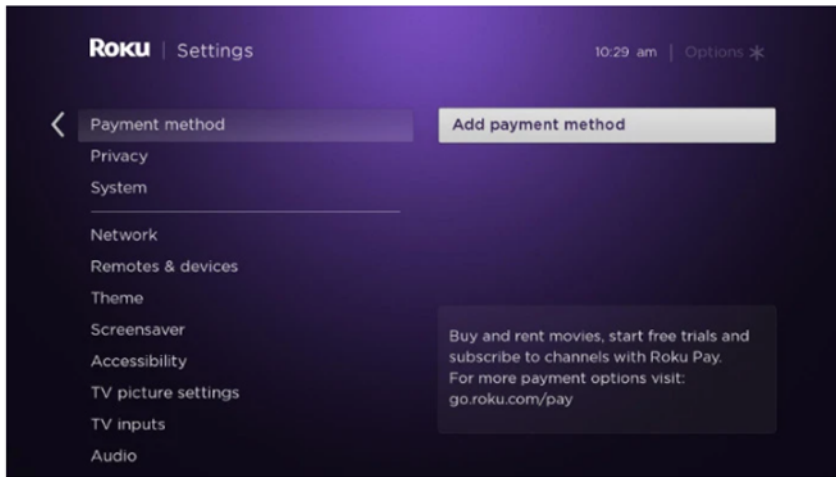 Roku | Settings
10:29 am | Options *
Payment method
Add payment method
Privacy
System
Network
Remotes & devices
Theme
Screensaver
Accessibility
TV picture settings
TV inputs
Audio
Buy and rent movies, start free trials and
subscribe to channels with Roku Pay.
For more payment options visit:
go.roku.com/pay